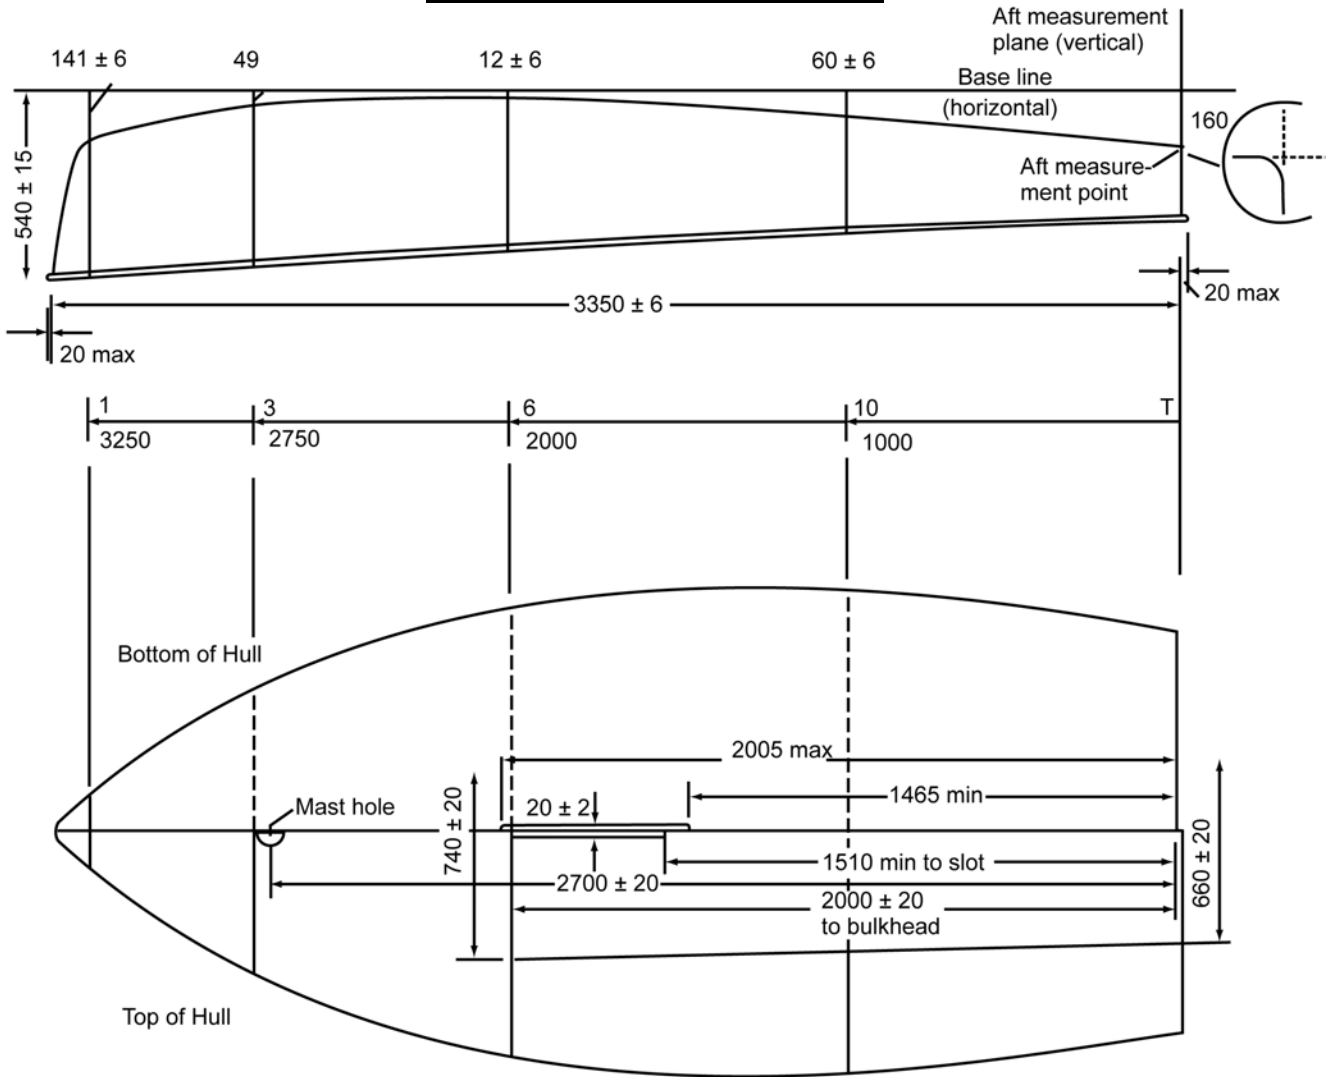 Aft measurement
plane (vertical)
141 ± 6
49
12 ± 6
60 ± 6
Base line
(horizontal)
160
540 ± 15
Aft measure-
ment point
3350 ± 6
20 max
20 max
1
3
6
10
T
3250
2750
2000
1000
Bottom of Hull
2005 max
Mast hole
20 ± 2
1465 min
740 ± 20
1510 min to slot
660 ± 20
2700 ± 20
2000 ± 20
to bulkhead
Top of Hull